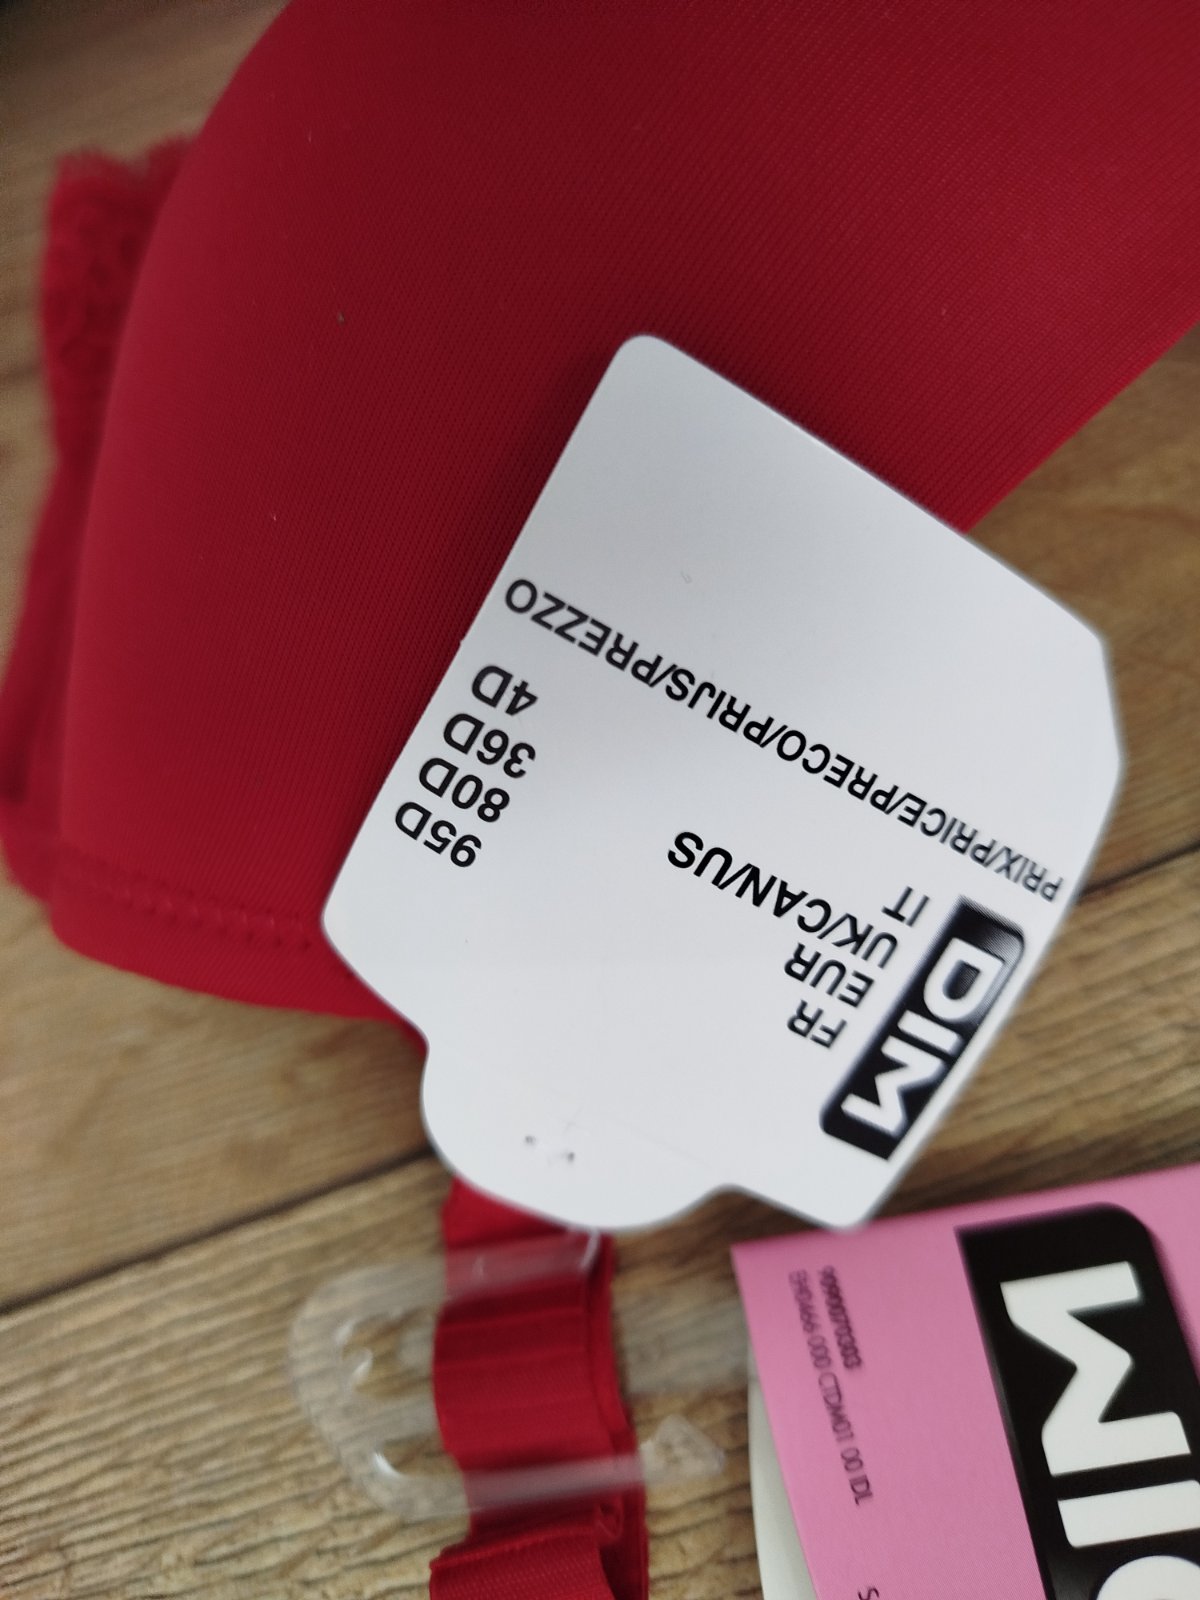 DIM
FR 95D
EUR 80D
UK/CAN/US 36D
IT 4D
PRIX/PRICE/PRECO/PRIJS/PREZZO
DIM